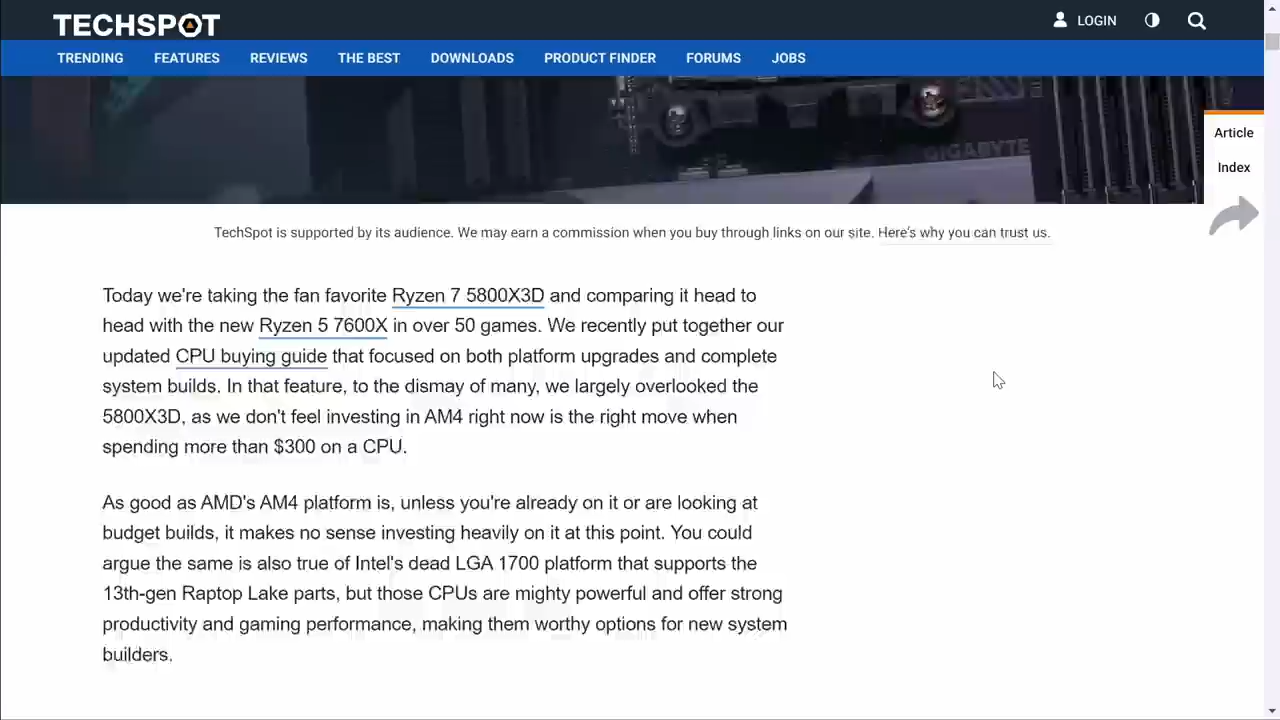 TECHSPOT
LOGIN
TRENDING FEATURES REVIEWS THE BEST DOWNLOADS PRODUCT FINDER FORUMS JOBS
GIGABYTE
Article
Index
TechSpot is supported by its audience. We may earn a commission when you buy through links on our site. Here's why you can trust us.
Today we're taking the fan favorite Ryzen 7 5800X3D and comparing it head to
head with the new Ryzen 5 7600X in over 50 games. We recently put together our
updated CPU buying guide that focused on both platform upgrades and complete
system builds. In that feature, to the dismay of many, we largely overlooked the
5800X3D, as we don't feel investing in AM4 right now is the right move when
spending more than $300 on a CPU.
As good as AMD's AM4 platform is, unless you're already on it or are looking at
budget builds, it makes no sense investing heavily on it at this point. You could
argue the same is also true of Intel's dead LGA 1700 platform that supports the
13th-gen Raptop Lake parts, but those CPUs are mighty powerful and offer strong
productivity and gaming performance, making them worthy options for new system
builders.